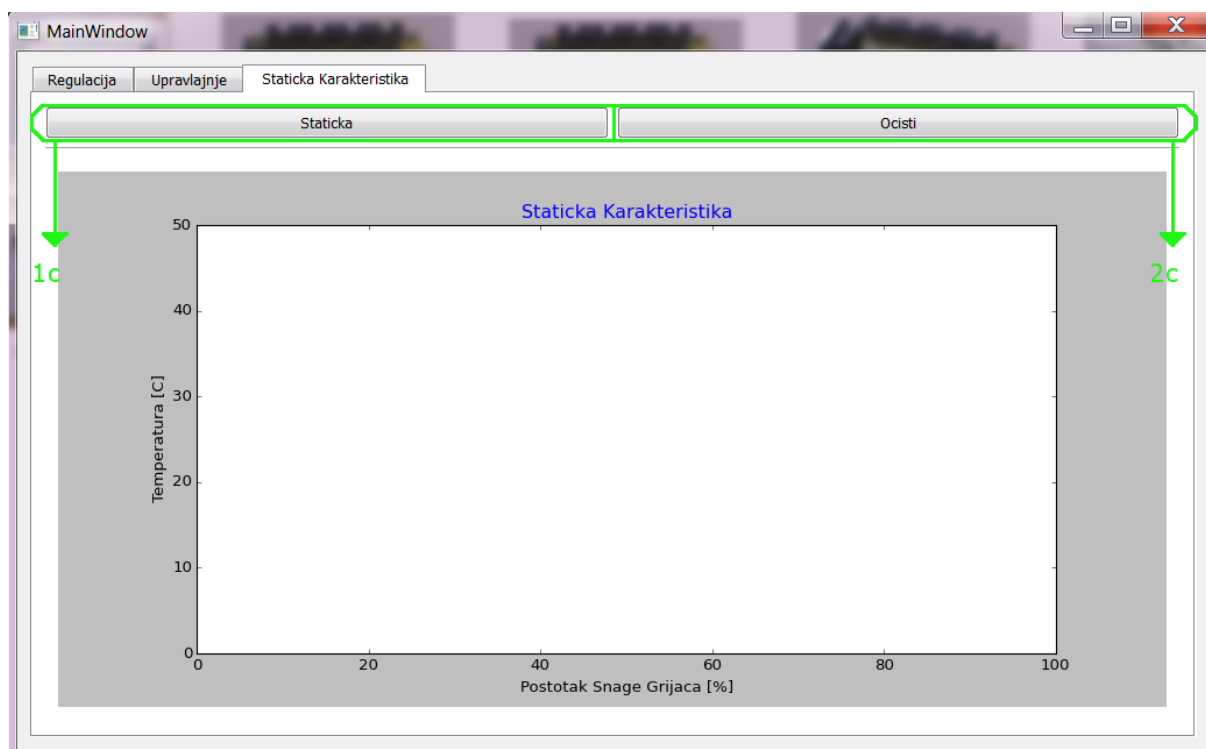 MainWindow
Regulacija Upravlajnje Staticka Karakteristika
Staticka Ocisti
1c 2c
Staticka Karakteristika
50
40
30
20
10
0
Temperatura [C]
0 20 40 60 80 100
Postotak Snage Grijaca [%]